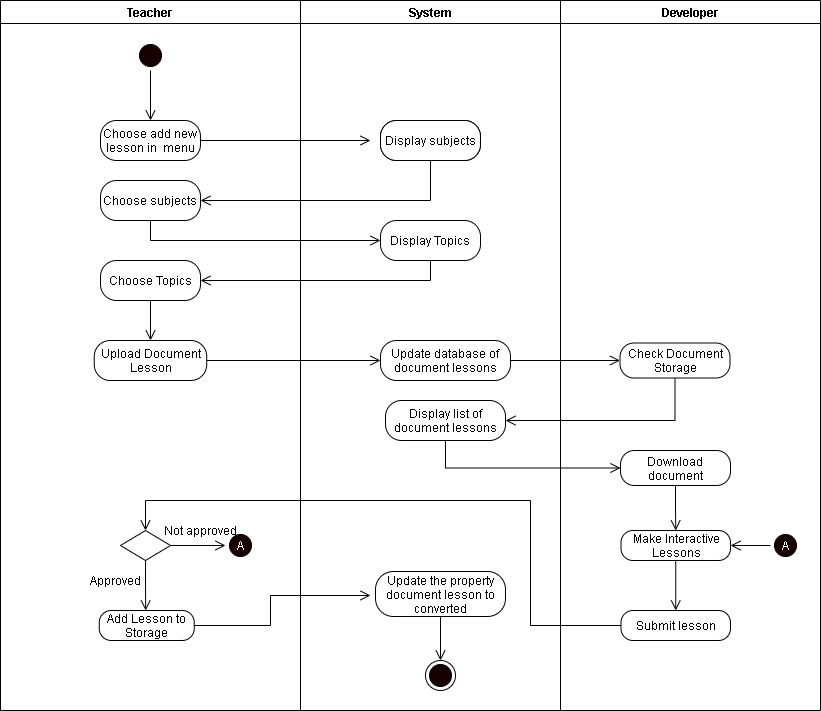 Teacher
System
Developer
Choose add new
lesson in  menu
Display subjects
Choose subjects
Display Topics
Choose Topics
Upload Document
Lesson
Update database of
document lessons
Check Document
Storage
Display list of
document lessons
Download
document
Not approved
A
Make Interactive
Lessons
A
Approved
Update the property
document lesson to
converted
Add Lesson to
Storage
Submit lesson